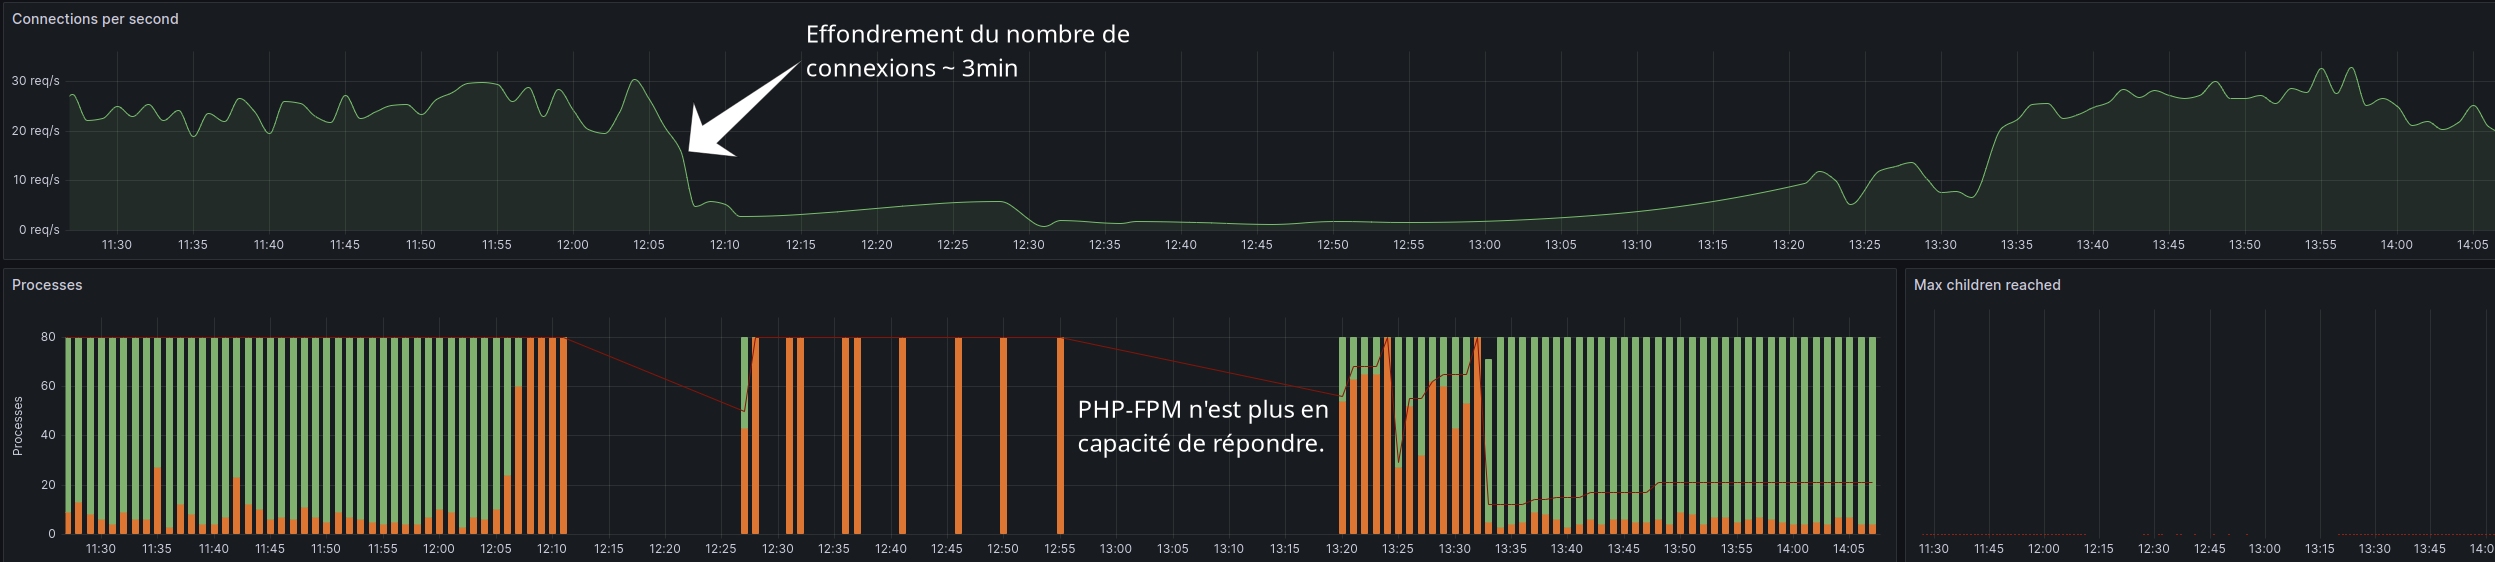 Connections per second
Effondrement du nombre de
connexions ~ 3min
30 req/s
20 req/s
10 req/s
0 req/s
11:30 11:35 11:40 11:45 11:50 11:55 12:00 12:05 12:10 12:15 12:20 12:25 12:30 12:35 12:40 12:45 12:50 12:55 13:00 13:05 13:10 13:15 13:20 13:25 13:30 13:35 13:40 13:45 13:50 13:55 14:00 14:05
Processes
80
60
40
20
0
Processes
PHP-FPM n'est plus en
capacité de répondre.
11:30 11:35 11:40 11:45 11:50 11:55 12:00 12:05 12:10 12:15 12:20 12:25 12:30 12:35 12:40 12:45 12:50 12:55 13:00 13:05 13:10 13:15 13:20 13:25 13:30 13:35 13:40 13:45 13:50 13:55 14:00 14:05
Max children reached
11:30 11:45 12:00 12:15 12:30 12:45 13:00 13:15 13:30 13:45 14:0